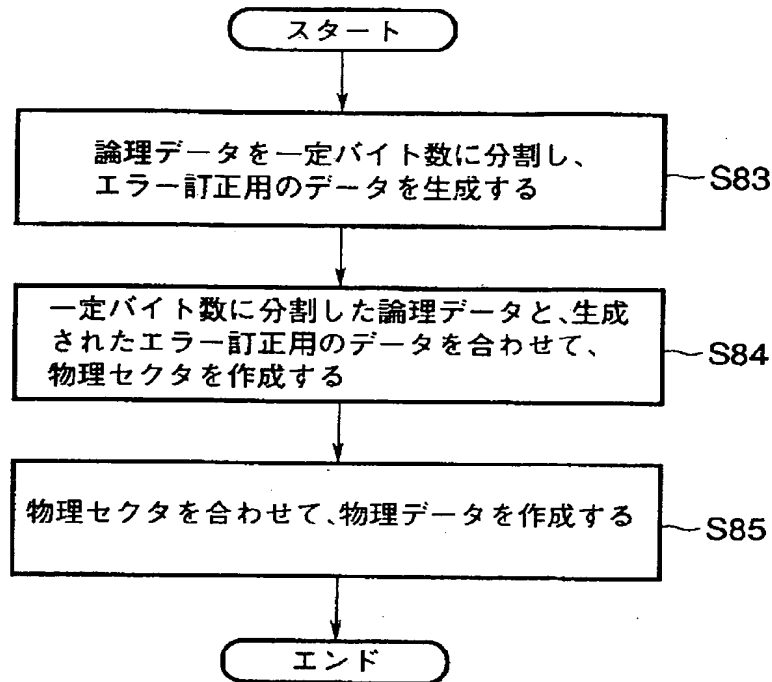 スタート
論理データを一定バイト数に分割し、
エラー訂正用のデータを生成する
S83
一定バイト数に分割した論理データと、生成
されたエラー訂正用のデータを合わせて、
物理セクタを作成する
S84
物理セクタを合わせて、物理データを作成する
S85
エンド